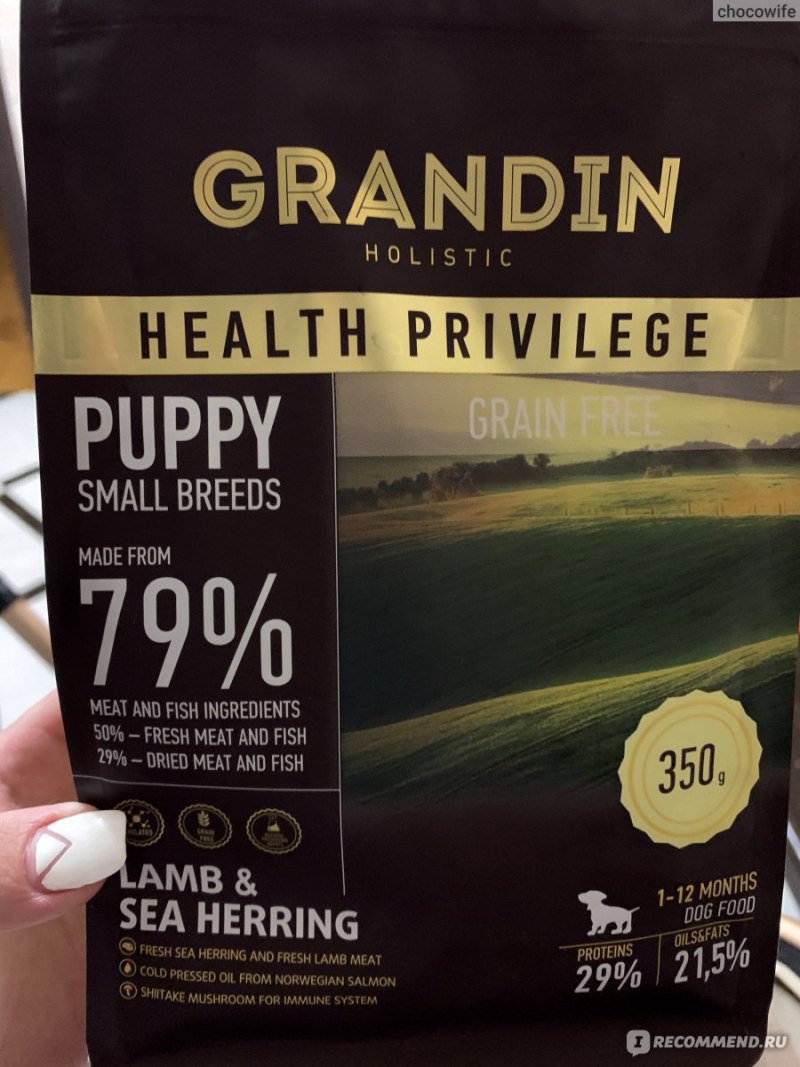 chocowife
GRANDIN
HOLISTIC
HEALTH PRIVILEGE
PUPPY
SMALL BREEDS
GRAIN FREE
MADE FROM
79%
MEAT AND FISH INGREDIENTS
50% – FRESH MEAT AND FISH
29% – DRIED MEAT AND FISH
350g
GRAIN
FREE
LAMB &
SEA HERRING
FRESH SEA HERRING AND FRESH LAMB MEAT
COLD PRESSED OIL FROM NORWEGIAN SALMON
SHIITAKE MUSHROOM FOR IMMUNE SYSTEM
1-12 MONTHS
DOG FOOD
PROTEINS
29%
OILS&FATS
21,5%
IRECOMMEND.RU